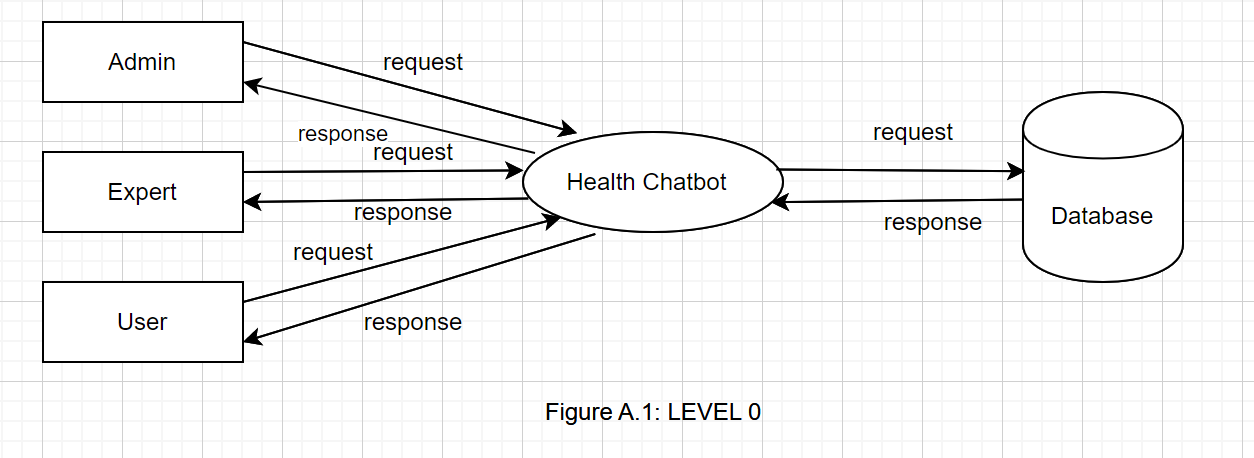 Admin
request
response
request
Expert
response
request
User
response
Health Chatbot
request
response
Database
Figure A.1: LEVEL 0